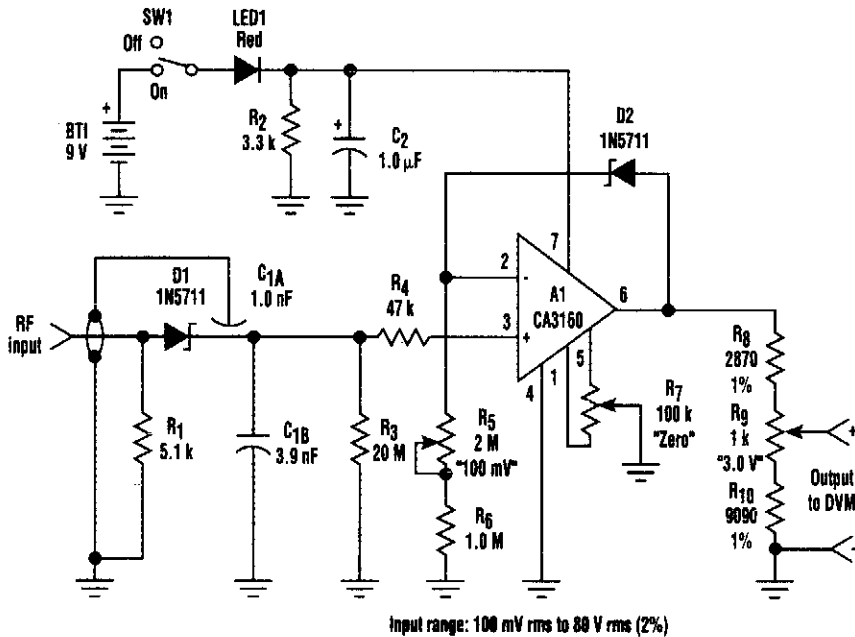 SW1
Off
On
LED1
Red
+
BT1
9 V
R2
3.3 k
+
C2
1.0 µF
D2
1N5711
D1
1N5711
C1A
1.0 nF
R4
47 k
2
-
3
+
7
A1
CA3160
6
4
1
5
RF
input
R1
5.1 k
C1B
3.9 nF
R3
20 M
R5
2 M
"100 mV"
R6
1.0 M
R7
100 k
"Zero"
R8
2870
1%
R9
1 k
"3.0 V"
R10
9090
1%
+
Output
to DVM
-
Input range: 100 mV rms to 80 V rms (2%)